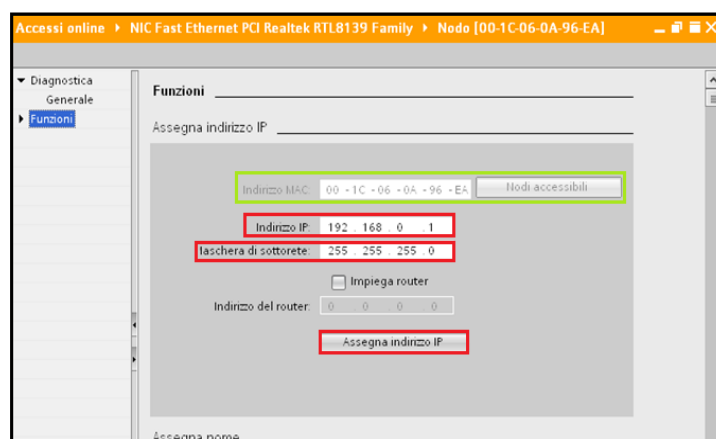 Accessi online ▸ NIC Fast Ethernet PCI Realtek RTL8139 Family ▸ Nodo [00-1C-06-0A-96-EA]
Diagnostica
Generale
Funzioni
Funzioni
Assegna indirizzo IP
Indirizzo MAC: 00 -1C -06 -0A -96 -EA Nodi accessibili
Indirizzo IP: 192 . 168 . 0 . 1
laschera di sottorete: 255 . 255 . 255 . 0
Impiega router
Indirizzo del router: 0 . 0 . 0 . 0
Assegna indirizzo IP
Assegna nome